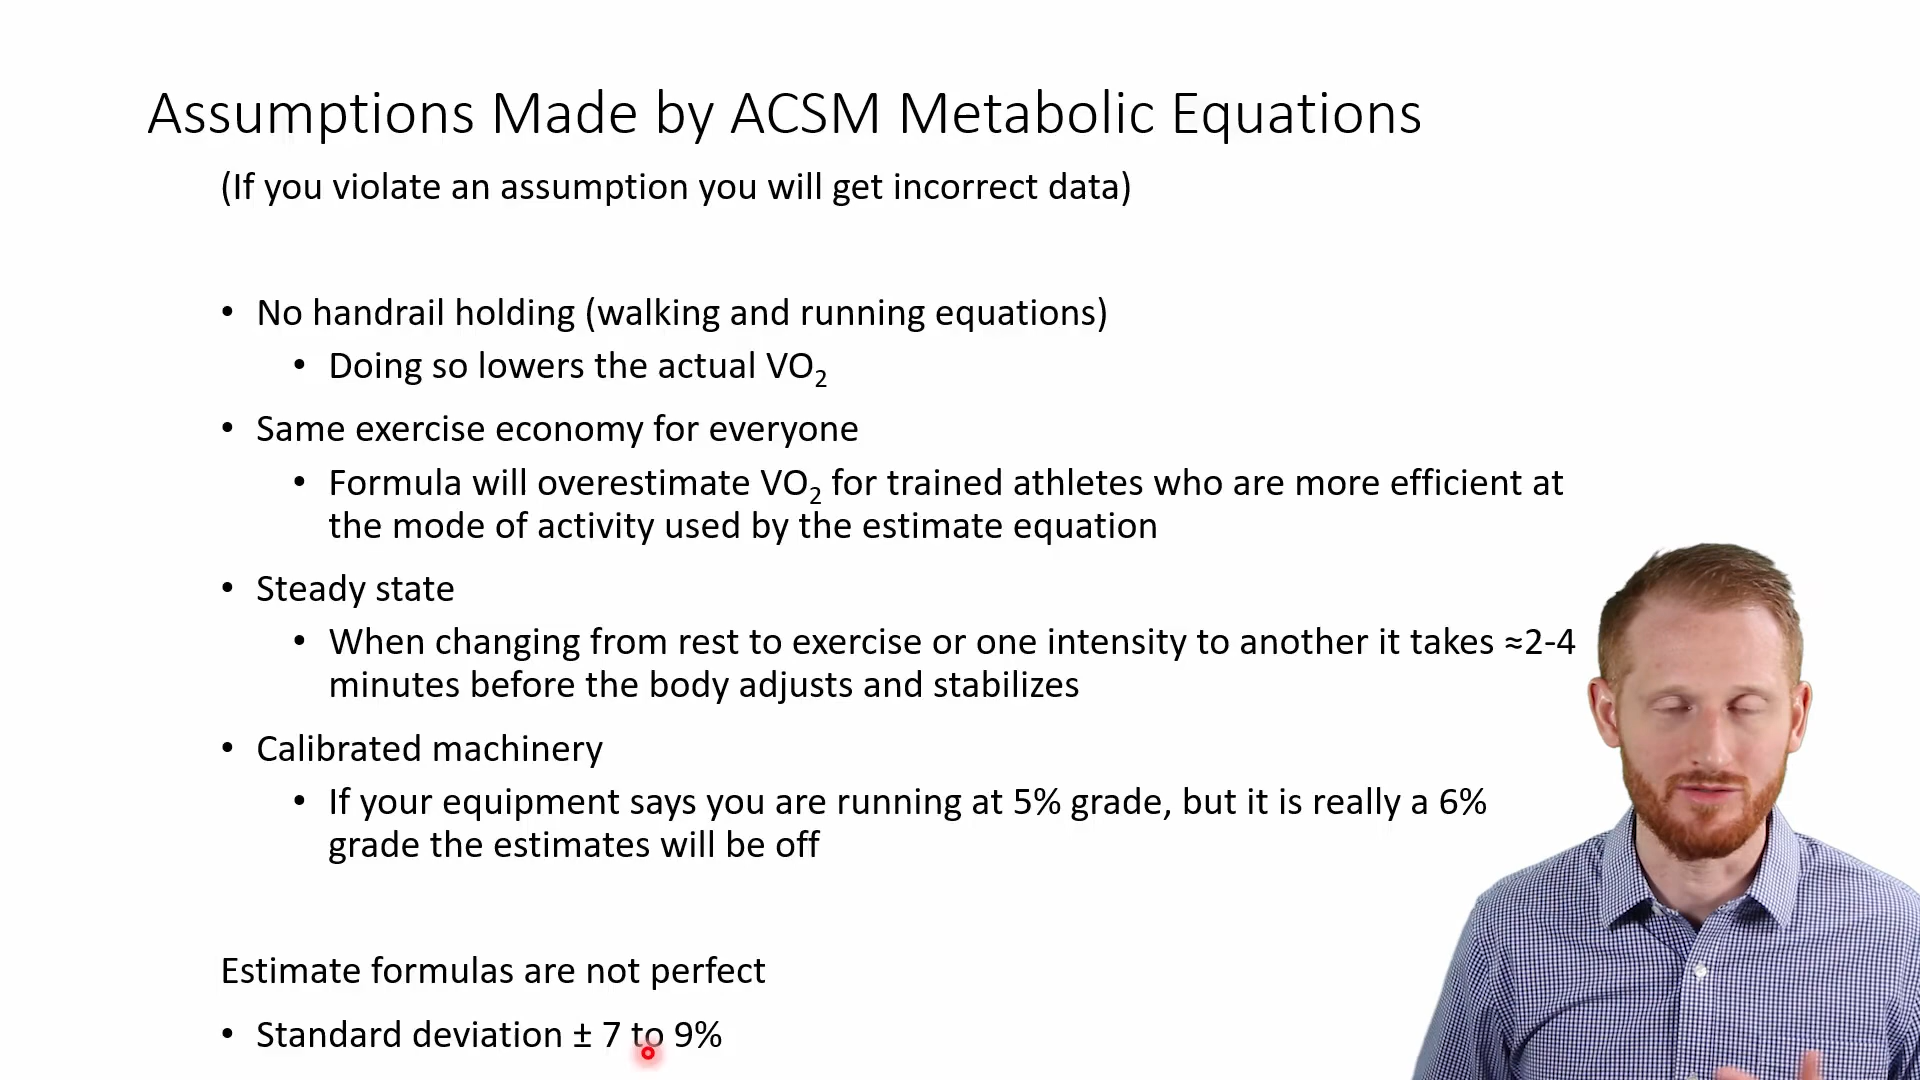 Assumptions Made by ACSM Metabolic Equations
(If you violate an assumption you will get incorrect data)
• No handrail holding (walking and running equations)
• Doing so lowers the actual VO₂
• Same exercise economy for everyone
• Formula will overestimate VO₂ for trained athletes who are more efficient at
the mode of activity used by the estimate equation
• Steady state
• When changing from rest to exercise or one intensity to another it takes ≈2-4
minutes before the body adjusts and stabilizes
• Calibrated machinery
• If your equipment says you are running at 5% grade, but it is really a 6%
grade the estimates will be off
Estimate formulas are not perfect
• Standard deviation ± 7 to 9%